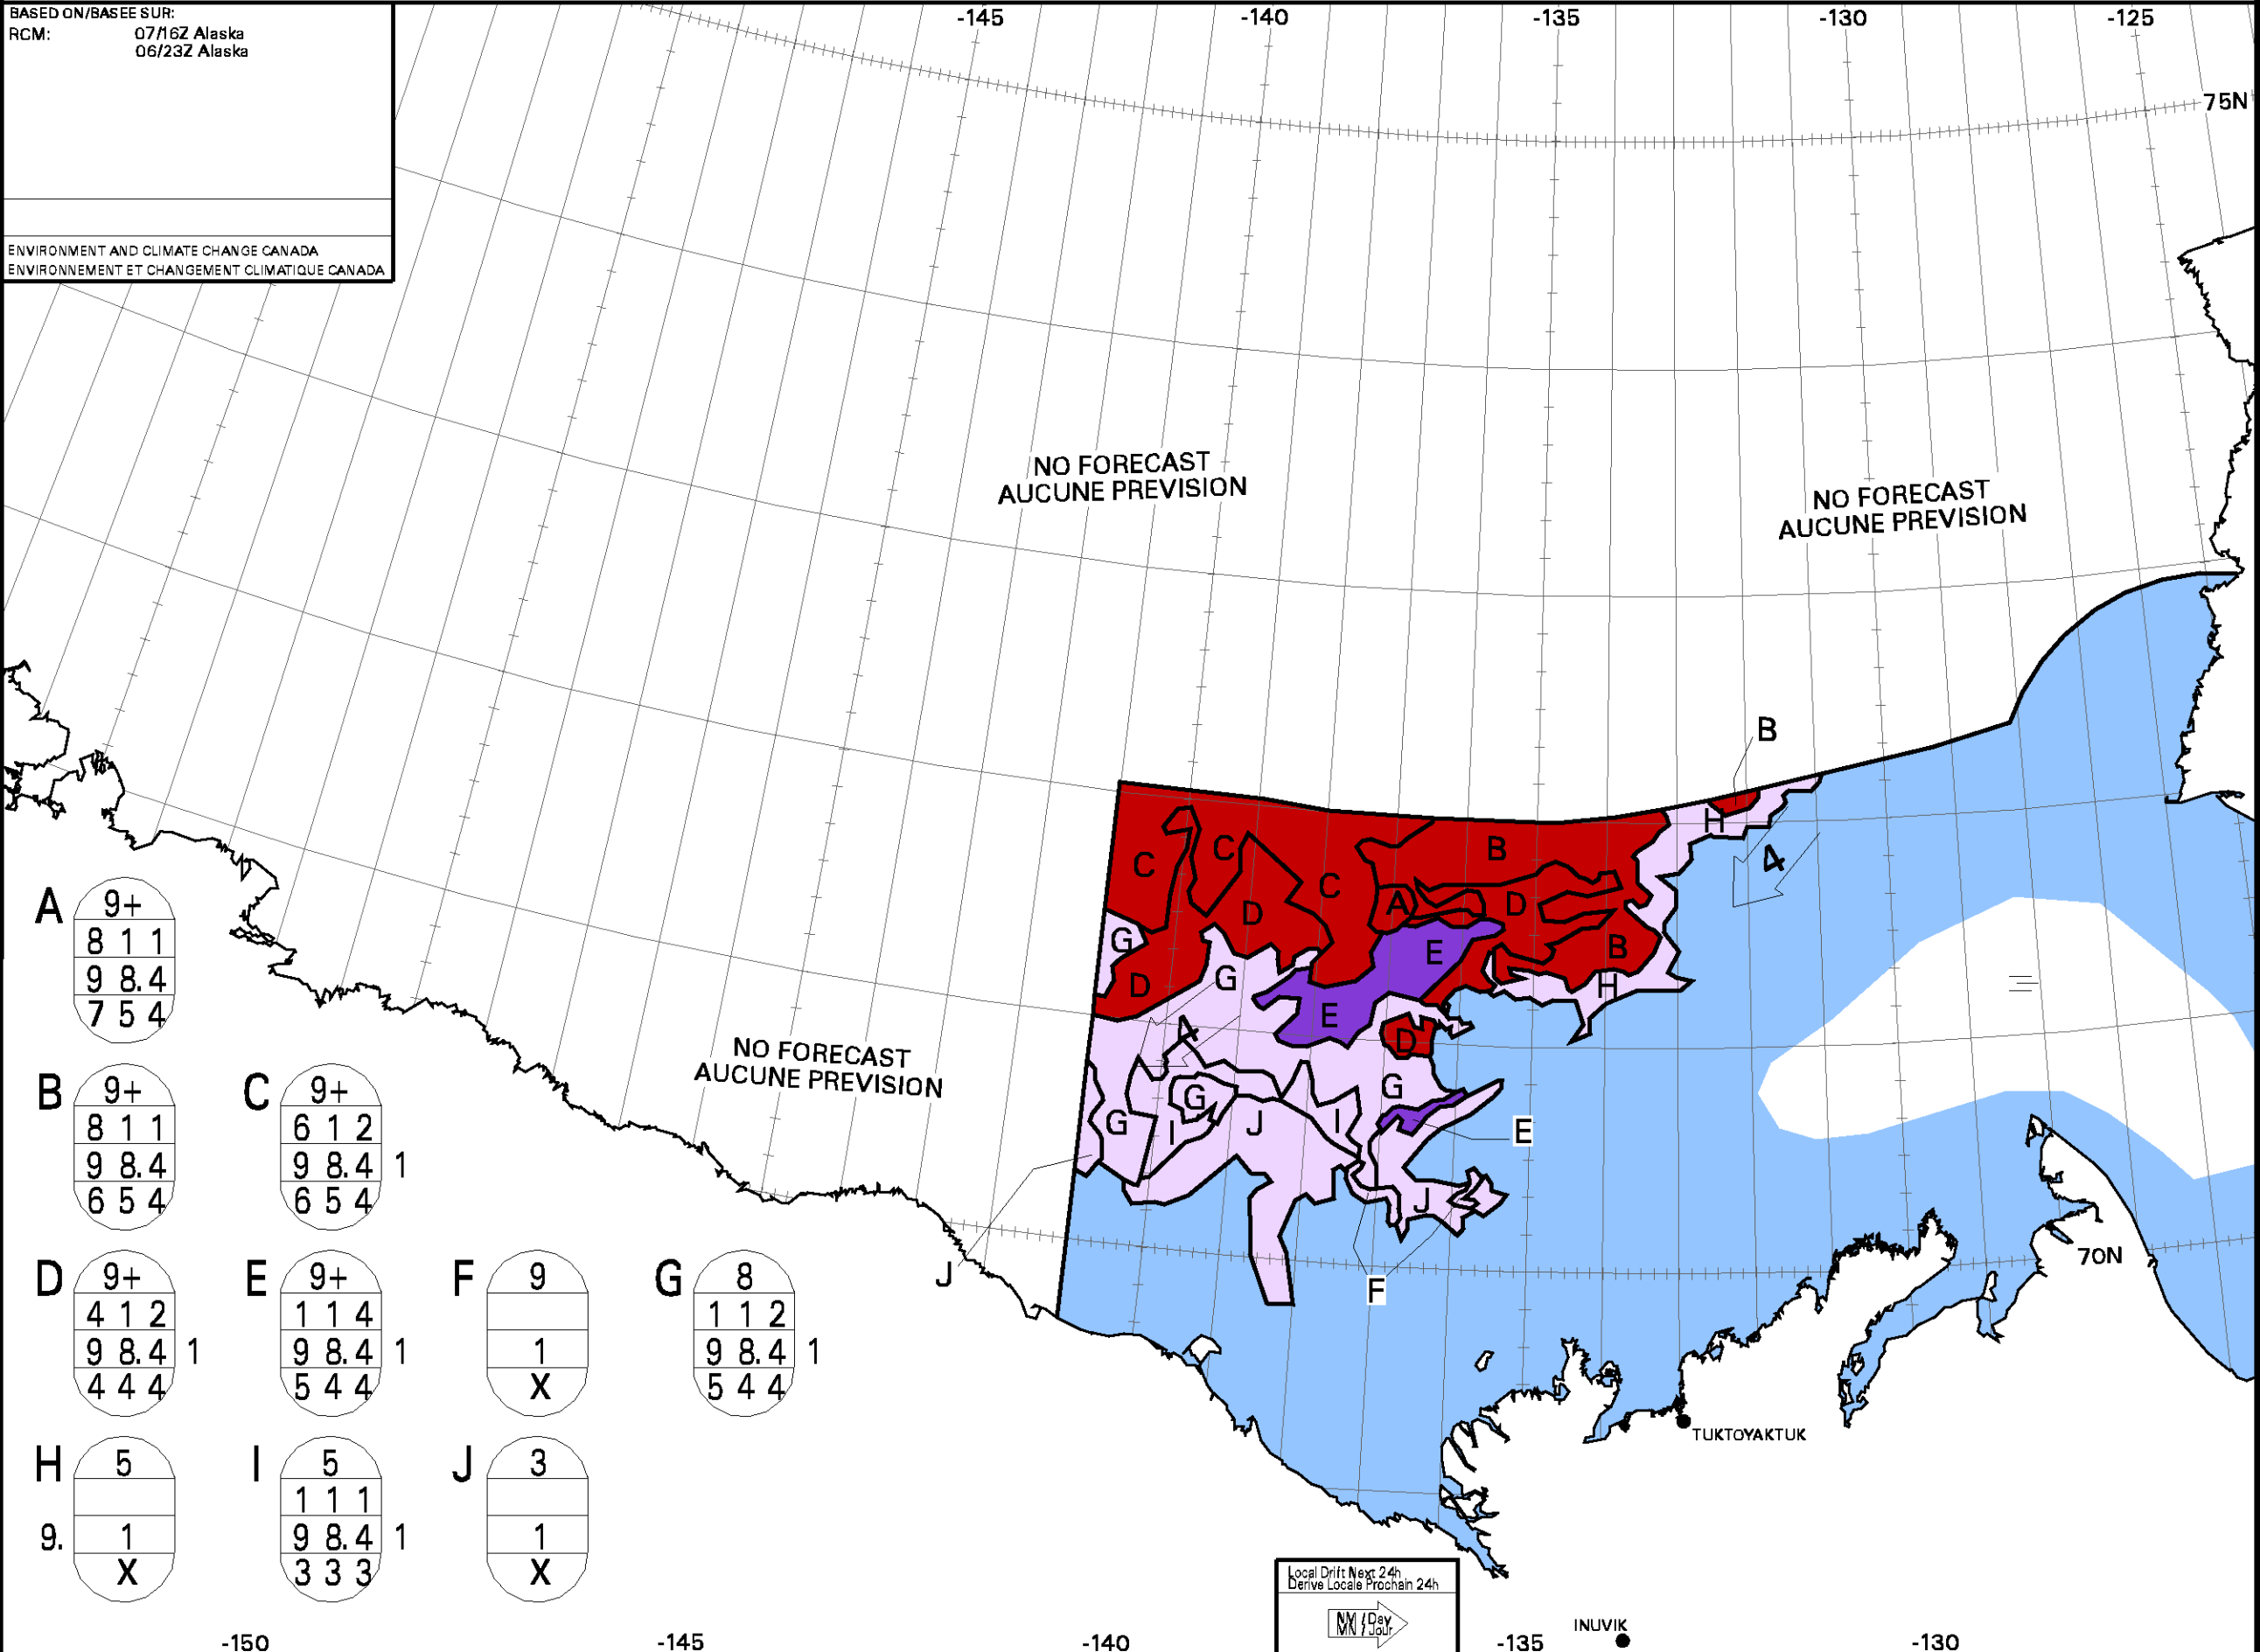 BASED ON/BASEE SUR:
RCM: 07/16Z Alaska
06/23Z Alaska
ENVIRONMENT AND CLIMATE CHANGE CANADA
ENVIRONNEMENT ET CHANGEMENT CLIMATIQUE CANADA
-145 -140 -135 -130 -125
75N
NO FORECAST
AUCUNE PREVISION
NO FORECAST
AUCUNE PREVISION
B
H
4
C C C B
A D
D
G E B
D G H
E
4 D
G
G
G I J I E
J
J
F
NO FORECAST
AUCUNE PREVISION
70N
A 9+
8 1 1
9 8. 4
7 5 4
B 9+
8 1 1
9 8. 4
6 5 4
C 9+
6 1 2
9 8. 4 1
6 5 4
D 9+
4 1 2
9 8. 4 1
4 4 4
E 9+
1 1 4
9 8. 4 1
5 4 4
F 9
1
X
G 8
1 1 2
9 8. 4 1
5 4 4
H 5
9. 1
X
I 5
1 1 1
9 8. 4 1
3 3 3
J 3
1
X
TUKTOYAKTUK
Local Drift Next 24h
Derive Locale Prochain 24h
NM / Day
MN / Jour
INUVIK
-150 -145 -140 -135 -130